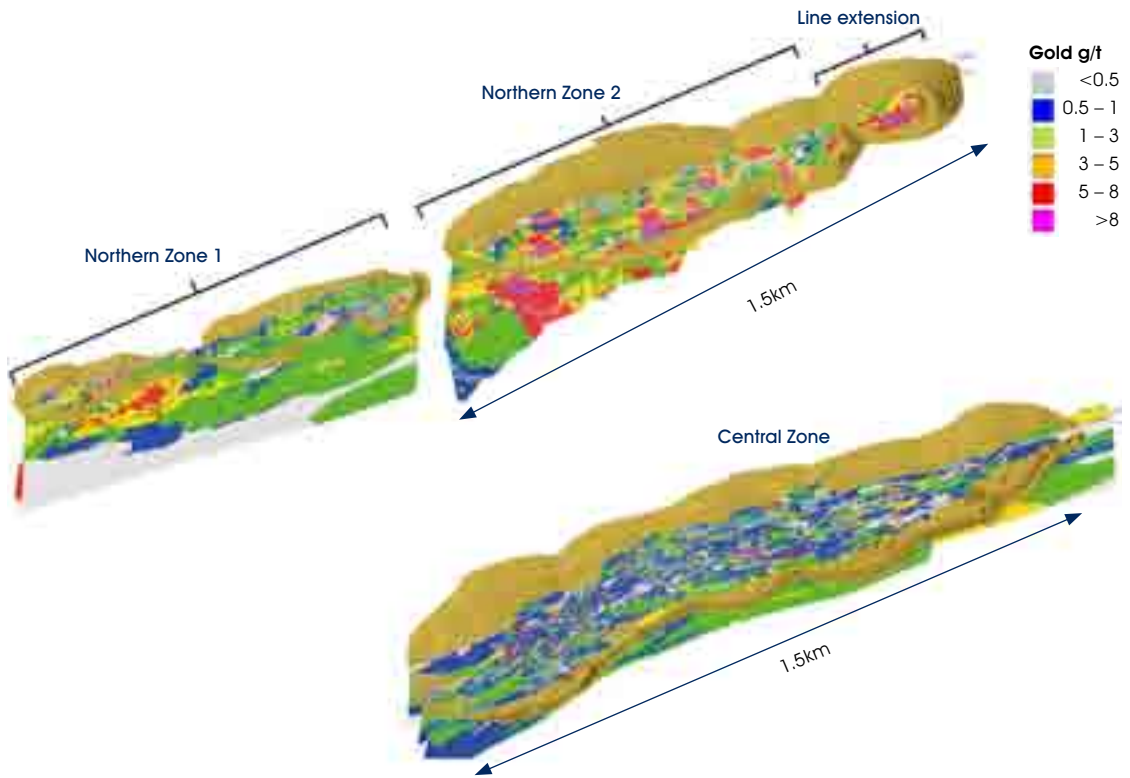 Line extension
Northern Zone 2
Northern Zone 1
Gold g/t
<0.5
0.5 – 1
1 – 3
3 – 5
5 – 8
>8
1.5km
Central Zone
1.5km